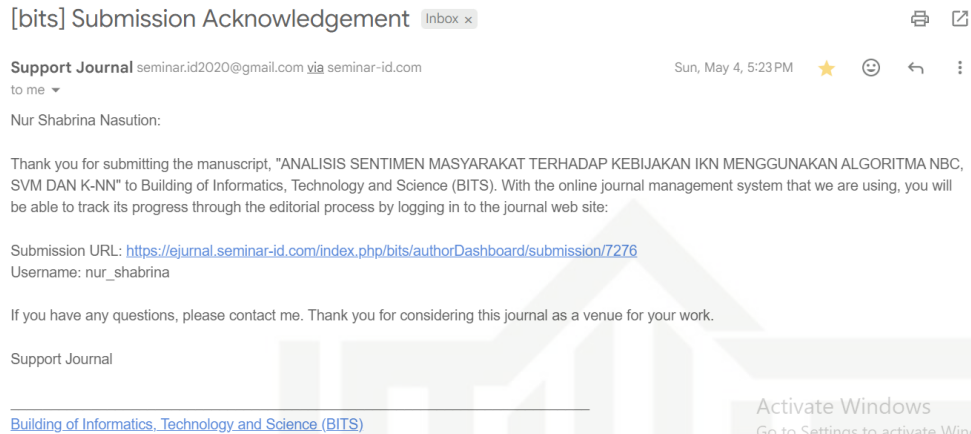 [bits] Submission Acknowledgement Inbox ×
Support Journal seminar.id2020@gmail.com via seminar-id.com Sun, May 4, 5:23 PM
to me
Nur Shabrina Nasution:
Thank you for submitting the manuscript, "ANALISIS SENTIMEN MASYARAKAT TERHADAP KEBIJAKAN IKN MENGGUNAKAN ALGORITMA NBC,
SVM DAN K-NN" to Building of Informatics, Technology and Science (BITS). With the online journal management system that we are using, you will
be able to track its progress through the editorial process by logging in to the journal web site:
Submission URL: https://ejurnal.seminar-id.com/index.php/bits/authorDashboard/submission/7276
Username: nur_shabrina
If you have any questions, please contact me. Thank you for considering this journal as a venue for your work.
Support Journal
Building of Informatics, Technology and Science (BITS)
Activate Windows
Go to Settings to activate Win